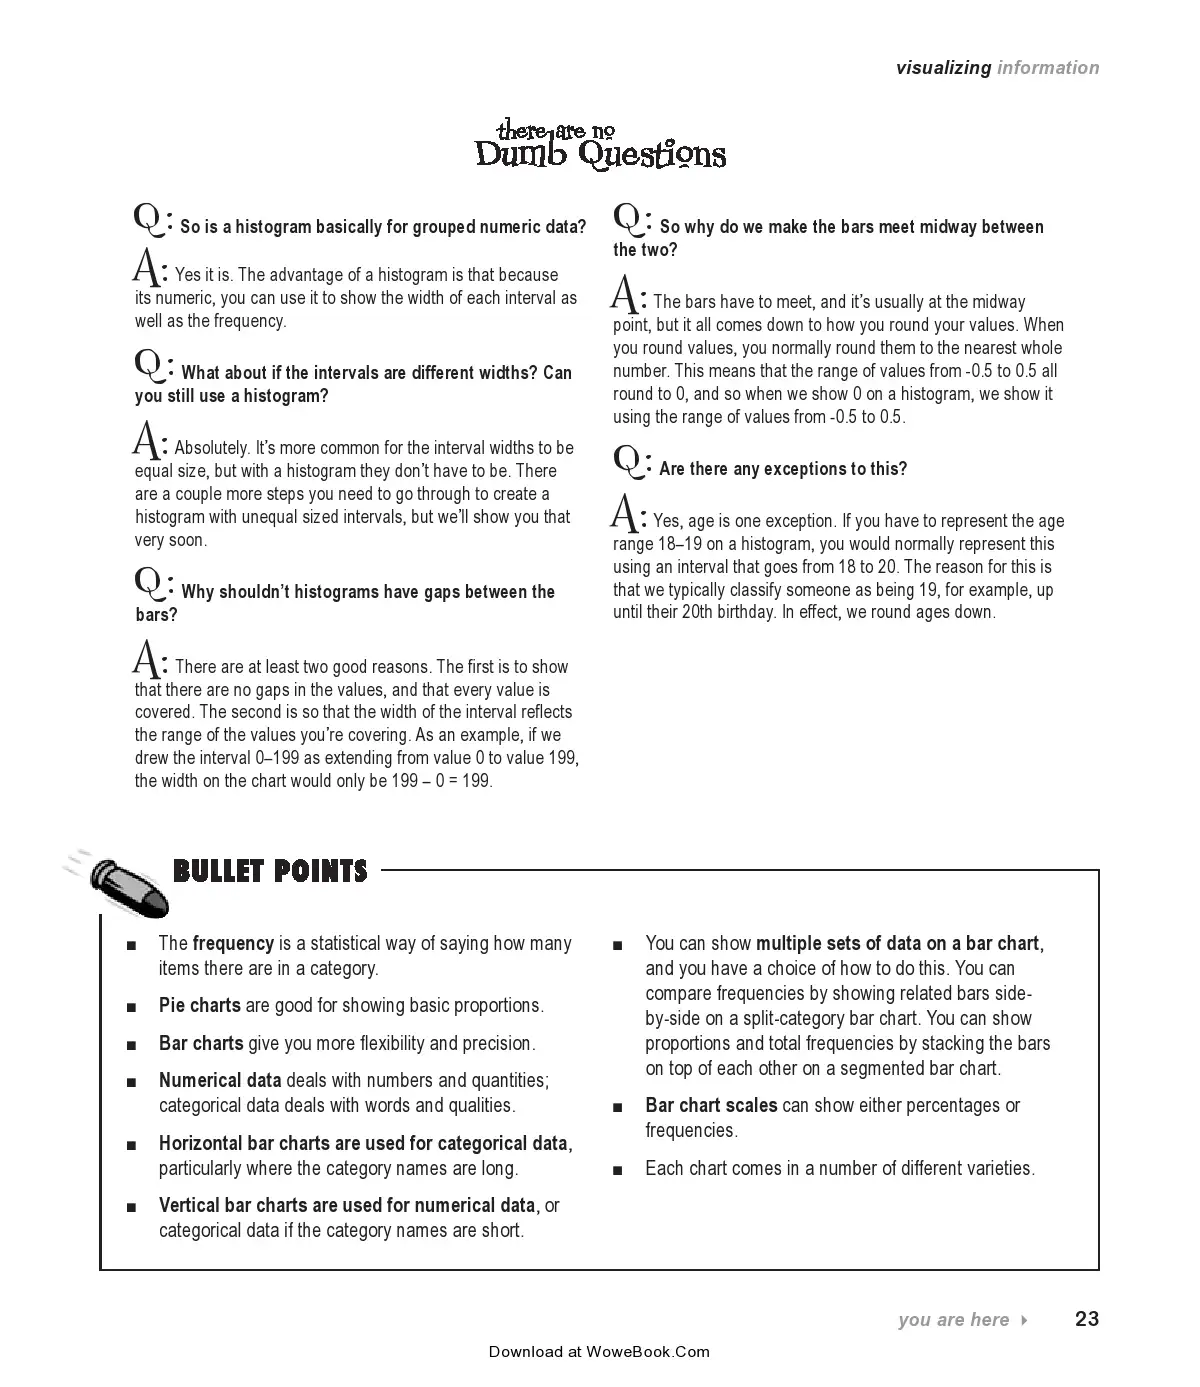 visualizing information
there are no
Dumb Questions
Q: So is a histogram basically for grouped numeric data?
A: Yes it is. The advantage of a histogram is that because
its numeric, you can use it to show the width of each interval as
well as the frequency.
Q: What about if the intervals are different widths? Can
you still use a histogram?
A: Absolutely. It’s more common for the interval widths to be
equal size, but with a histogram they don’t have to be. There
are a couple more steps you need to go through to create a
histogram with unequal sized intervals, but we’ll show you that
very soon.
Q: Why shouldn’t histograms have gaps between the
bars?
A: There are at least two good reasons. The first is to show
that there are no gaps in the values, and that every value is
covered. The second is so that the width of the interval reflects
the range of the values you’re covering. As an example, if we
drew the interval 0–199 as extending from value 0 to value 199,
the width on the chart would only be 199 – 0 = 199.
Q: So why do we make the bars meet midway between
the two?
A: The bars have to meet, and it’s usually at the midway
point, but it all comes down to how you round your values. When
you round values, you normally round them to the nearest whole
number. This means that the range of values from -0.5 to 0.5 all
round to 0, and so when we show 0 on a histogram, we show it
using the range of values from -0.5 to 0.5.
Q: Are there any exceptions to this?
A: Yes, age is one exception. If you have to represent the age
range 18–19 on a histogram, you would normally represent this
using an interval that goes from 18 to 20. The reason for this is
that we typically classify someone as being 19, for example, up
until their 20th birthday. In effect, we round ages down.
BULLET POINTS
■ The frequency is a statistical way of saying how many
items there are in a category.
■ Pie charts are good for showing basic proportions.
■ Bar charts give you more flexibility and precision.
■ Numerical data deals with numbers and quantities;
categorical data deals with words and qualities.
■ Horizontal bar charts are used for categorical data,
particularly where the category names are long.
■ Vertical bar charts are used for numerical data, or
categorical data if the category names are short.
■ You can show multiple sets of data on a bar chart,
and you have a choice of how to do this. You can
compare frequencies by showing related bars side-
by-side on a split-category bar chart. You can show
proportions and total frequencies by stacking the bars
on top of each other on a segmented bar chart.
■ Bar chart scales can show either percentages or
frequencies.
■ Each chart comes in a number of different varieties.
you are here ▸ 23
Download at WoweBook.Com